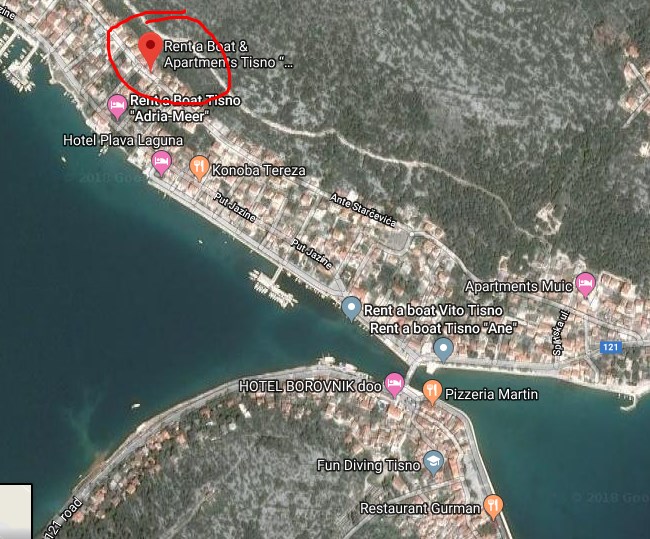 zine
Rent a Boat &
Apartments Tisno “...
Rent a Boat Tisno
"Adria-Meer"
Hotel Plava Laguna
Konoba Tereza
Put Jazine
Ante Starčevića
Put Jazine
Apartments Muic
Rent a boat Vito Tisno
Rent a boat Tisno "Ane"
121
HOTEL BOROVNIK doo
Pizzeria Martin
Fun Diving Tisno
Restaurant Gurman
121 road